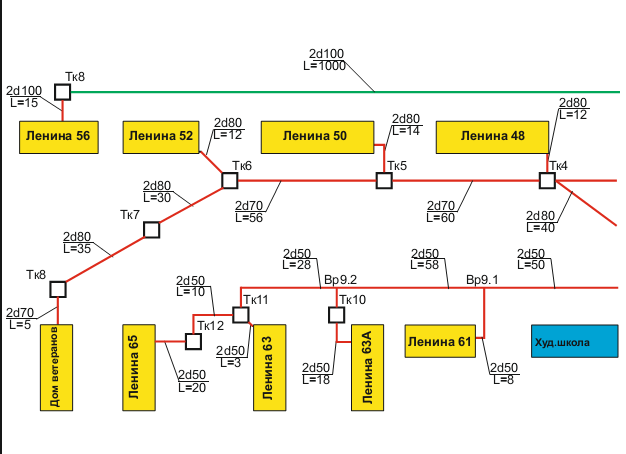 2d100
L=1000
Тк8
2d100
L=15
Ленина 56
Ленина 52
2d80
L=12
Ленина 50
2d80
L=14
Ленина 48
2d80
L=12
Тк6
Тк5
Тк4
2d80
L=30
2d70
L=56
2d70
L=60
2d80
L=40
Тк7
2d80
L=35
Тк8
2d70
L=5
Дом ветеранов
2d50
L=28
2d50
L=58
2d50
L=50
Вр9.2
Вр9.1
2d50
L=10
Тк11
Тк10
Тк12
Ленина 65
2d50
L=20
2d50
L=3
Ленина 63
2d50
L=18
Ленина 63А
Ленина 61
2d50
L=8
Худ.школа